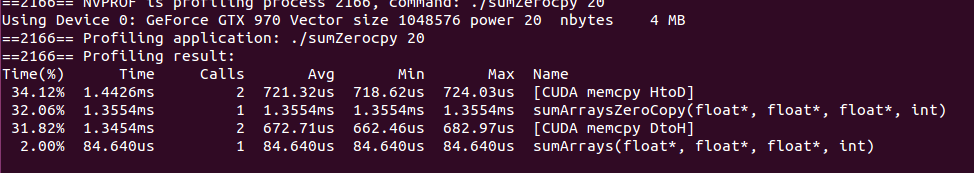 ==2166== NVPROF is profiling process 2166, command: ./sumZerocpy 20
Using Device 0: GeForce GTX 970 Vector size 1048576 power 20  nbytes    4 MB
==2166== Profiling application: ./sumZerocpy 20
==2166== Profiling result:
Time(%)      Time     Calls       Avg       Min       Max  Name
 34.12%  1.4426ms         2  721.32us  718.62us  724.03us  [CUDA memcpy HtoD]
 32.06%  1.3554ms         1  1.3554ms  1.3554ms  1.3554ms  sumArraysZeroCopy(float*, float*, float*, int)
 31.82%  1.3454ms         2  672.71us  662.46us  682.97us  [CUDA memcpy DtoH]
  2.00%  84.640us         1  84.640us  84.640us  84.640us  sumArrays(float*, float*, float*, int)